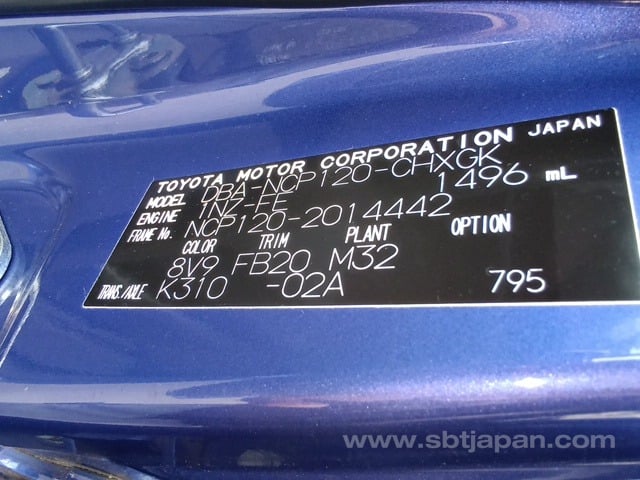 TOYOTA MOTOR CORPORATION JAPAN
MODEL DBA-NCP120-CHXGK
ENGINE 1NZ-FE 1496 mL
FRAME No. NCP120-2014442
COLOR TRIM PLANT OPTION
8V9 FB20 M32
TRANS./AXLE K310 -02A 795
www.sbtjapan.com